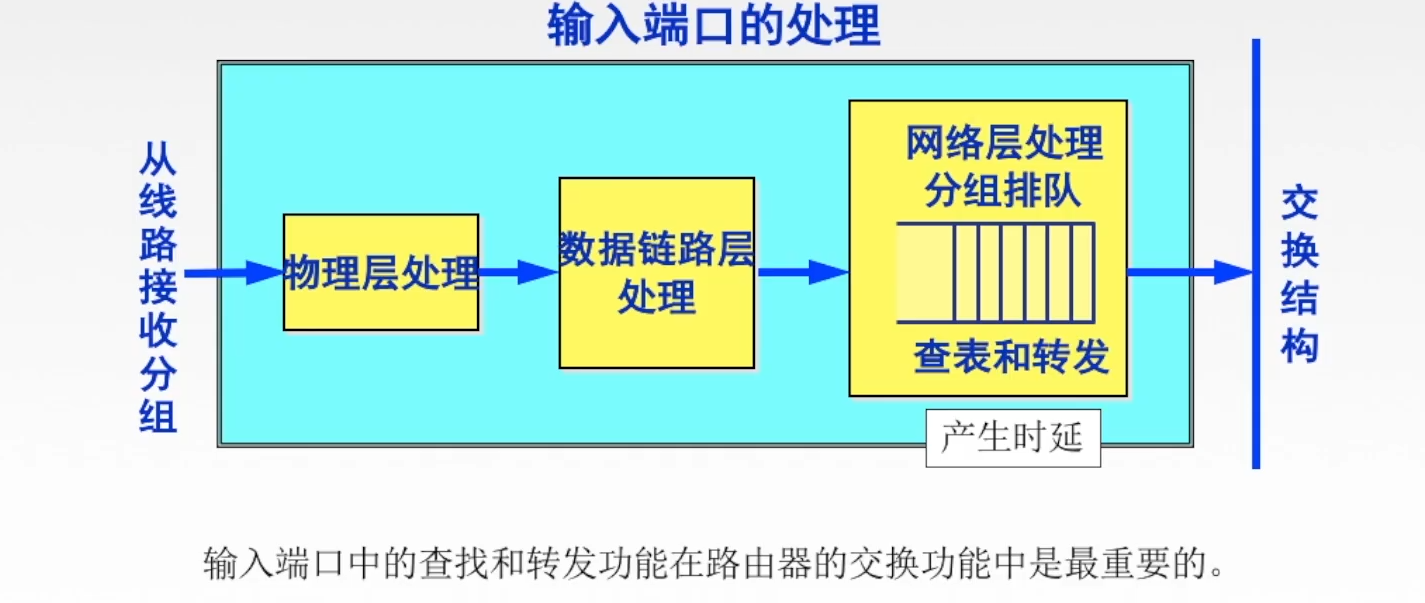 输入端口的处理
从线路接收分组
物理层处理
数据链路层
处理
网络层处理
分组排队
查表和转发
产生时延
交换结构
输入端口中的查找和转发功能在路由器的交换功能中是最重要的。